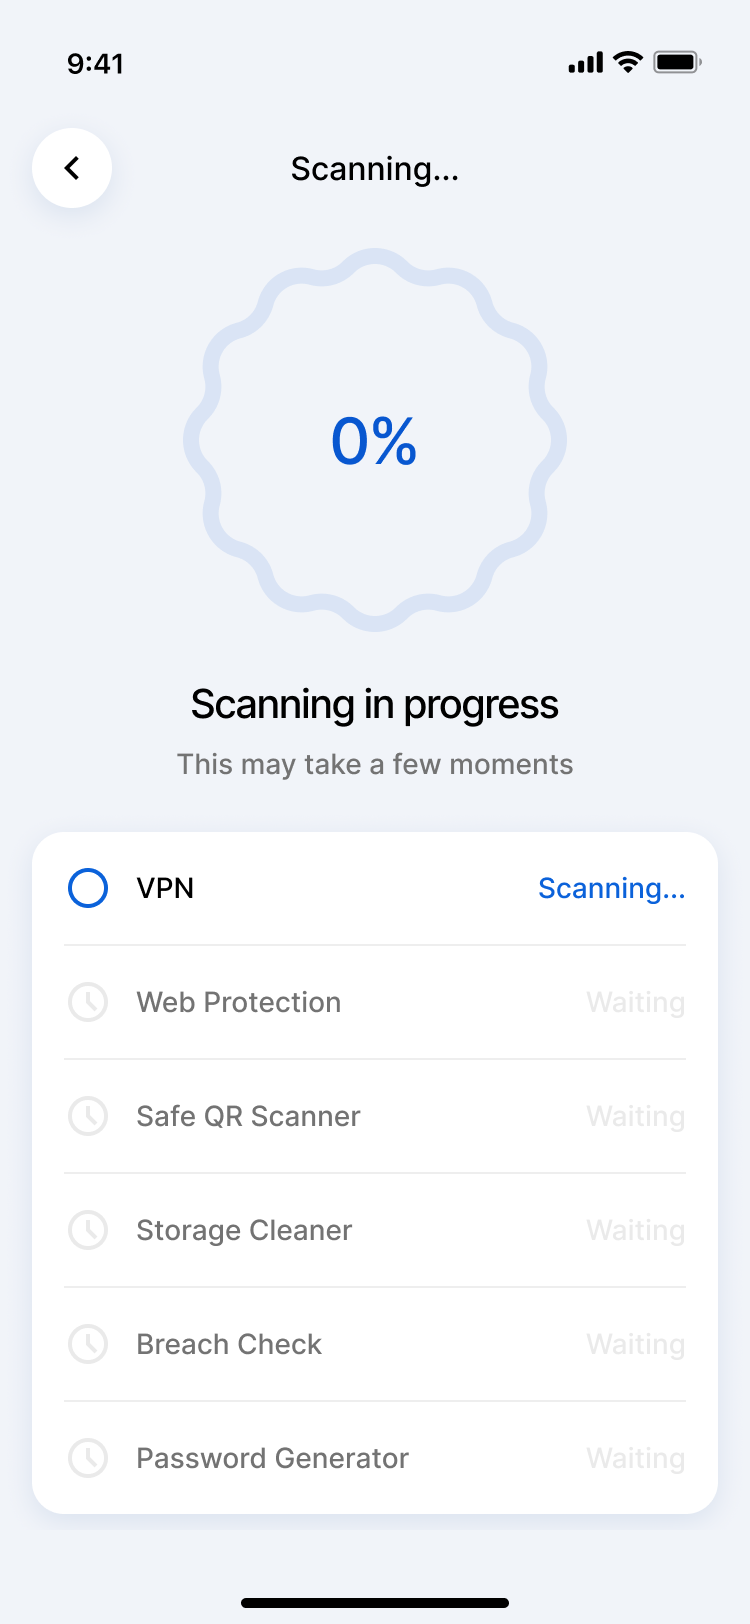 9:41
Scanning...
0%
Scanning in progress
This may take a few moments
VPN Scanning...
Web Protection Waiting
Safe QR Scanner Waiting
Storage Cleaner Waiting
Breach Check Waiting
Password Generator Waiting